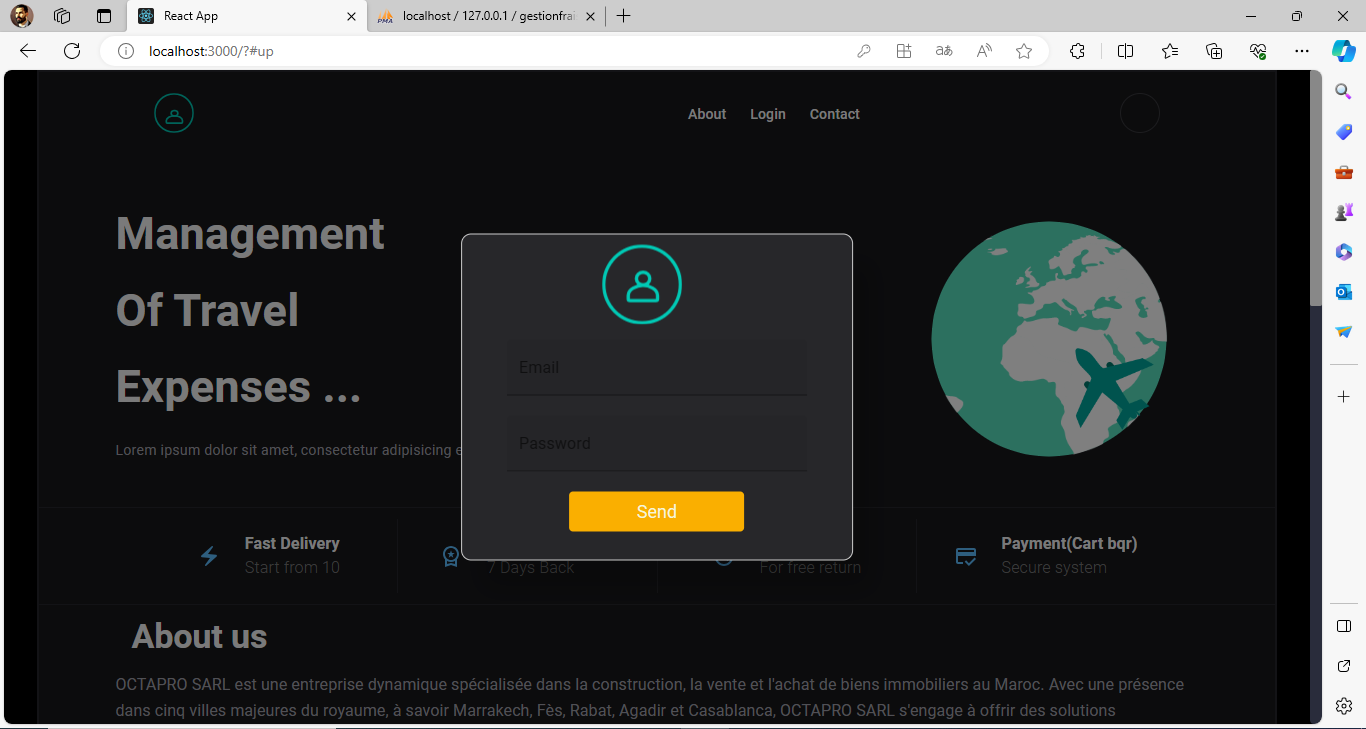 React App
localhost / 127.0.0.1 / gestionfrai
localhost:3000/?#up
About Login Contact
Management
Of Travel
Expenses ...
Lorem ipsum dolor sit amet, consectetur adipisicing e
Email
Password
Send
Fast Delivery
Start from 10
7 Days Back
For free return
Payment(Cart bqr)
Secure system
About us
OCTAPRO SARL est une entreprise dynamique spécialisée dans la construction, la vente et l'achat de biens immobiliers au Maroc. Avec une présence
dans cinq villes majeures du royaume, à savoir Marrakech, Fès, Rabat, Agadir et Casablanca, OCTAPRO SARL s'engage à offrir des solutions